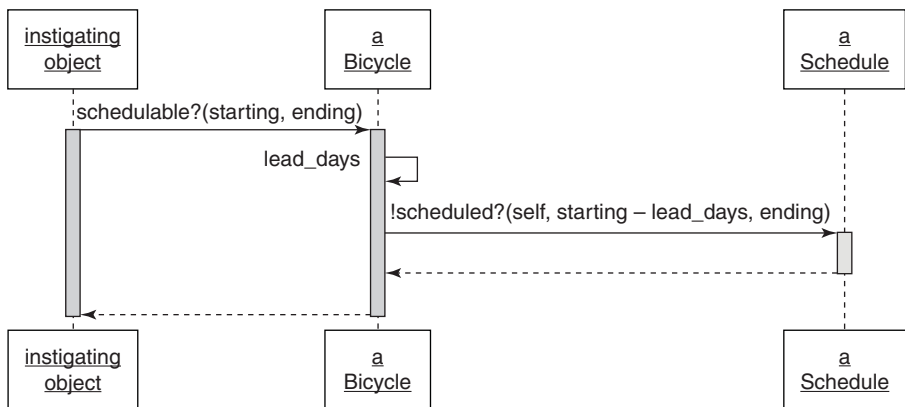 instigating
object
a
Bicycle
a
Schedule
schedulable?(starting, ending)
lead_days
!scheduled?(self, starting – lead_days, ending)
instigating
object
a
Bicycle
a
Schedule